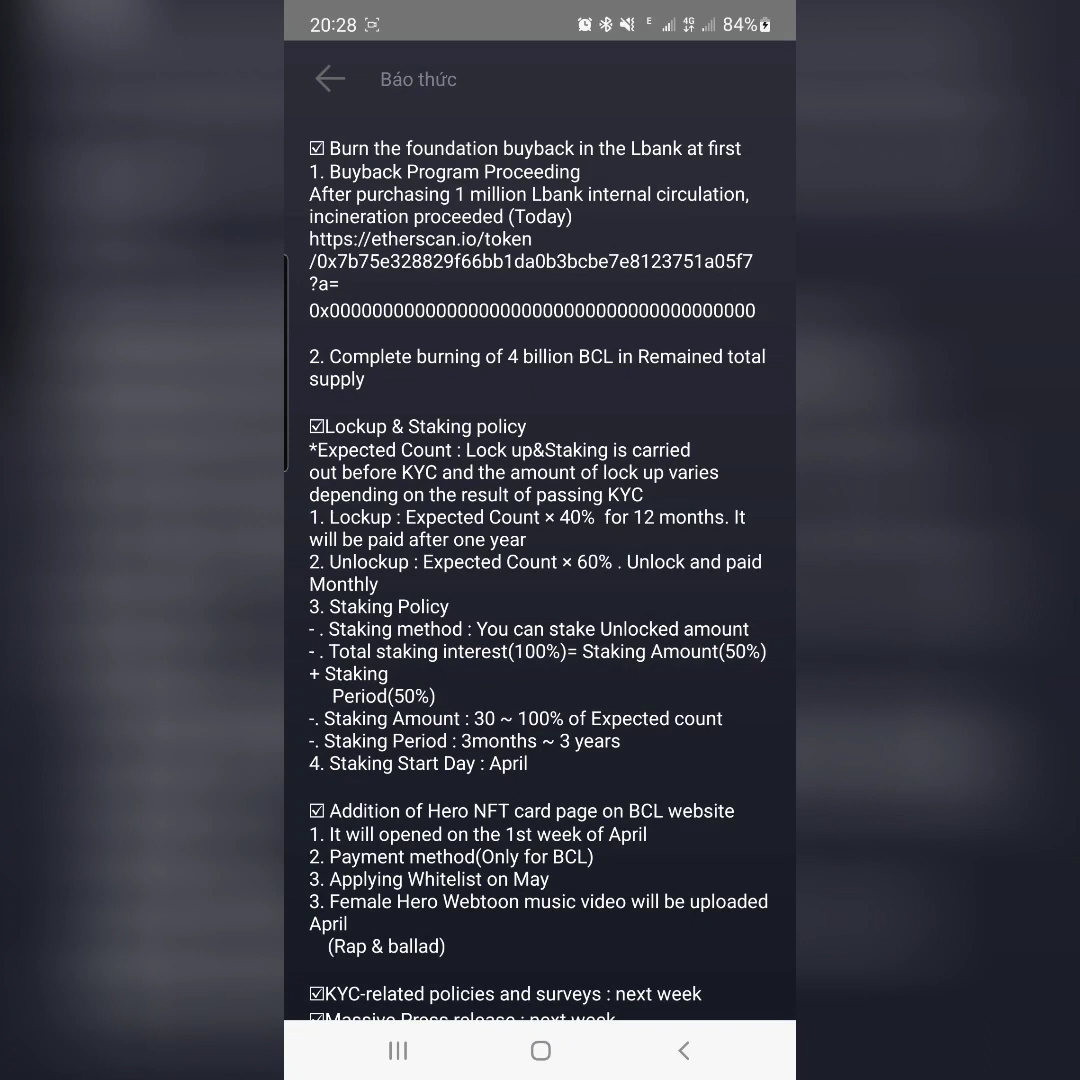 20:28
E 4G 84%
Báo thức
☑ Burn the foundation buyback in the Lbank at first
1. Buyback Program Proceeding
After purchasing 1 million Lbank internal circulation,
incineration proceeded (Today)
https://etherscan.io/token
/0x7b75e328829f66bb1da0b3bcbe7e8123751a05f7
?a=
0x0000000000000000000000000000000000000000
2. Complete burning of 4 billion BCL in Remained total
supply
☑Lockup & Staking policy
*Expected Count : Lock up&Staking is carried
out before KYC and the amount of lock up varies
depending on the result of passing KYC
1. Lockup : Expected Count × 40%  for 12 months. It
will be paid after one year
2. Unlockup : Expected Count × 60% . Unlock and paid
Monthly
3. Staking Policy
- . Staking method : You can stake Unlocked amount
- . Total staking interest(100%)= Staking Amount(50%)
+ Staking
Period(50%)
-. Staking Amount : 30 ~ 100% of Expected count
-. Staking Period : 3months ~ 3 years
4. Staking Start Day : April
☑ Addition of Hero NFT card page on BCL website
1. It will opened on the 1st week of April
2. Payment method(Only for BCL)
3. Applying Whitelist on May
3. Female Hero Webtoon music video will be uploaded
April
(Rap & ballad)
☑KYC-related policies and surveys : next week
☑Massive Press release : next week